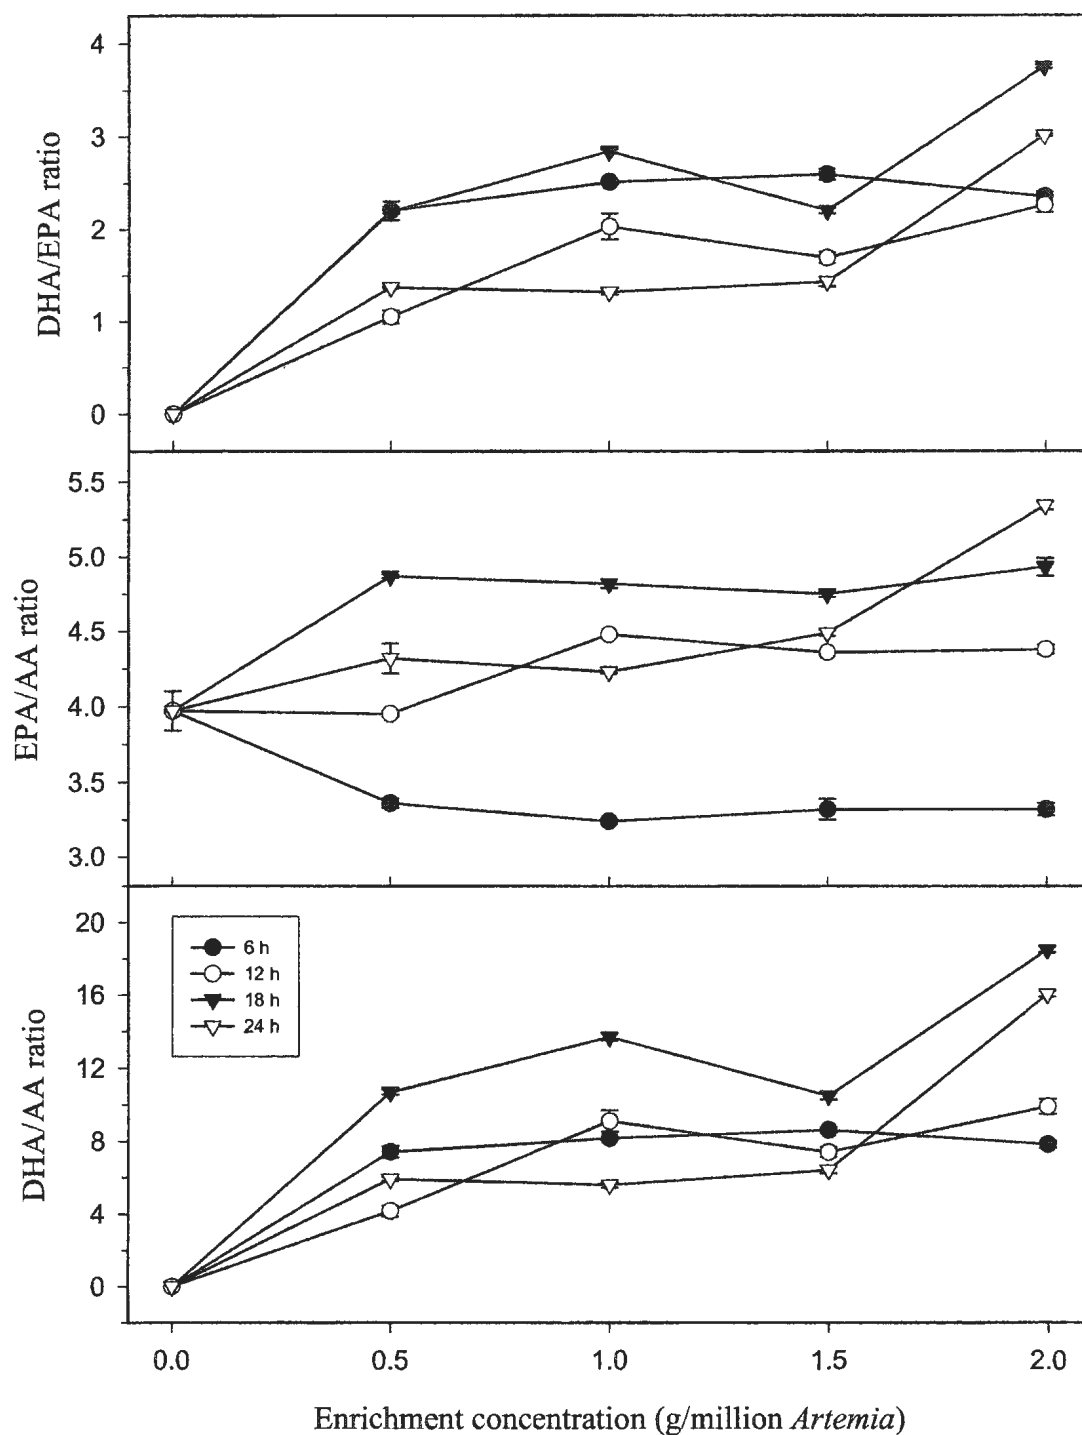 4
3
2
1
0
DHA/EPA ratio
5.5
5.0
4.5
4.0
3.5
3.0
EPA/AA ratio
20
16
12
8
4
0
DHA/AA ratio
6 h
12 h
18 h
24 h
0.0 0.5 1.0 1.5 2.0
Enrichment concentration (g/million Artemia)